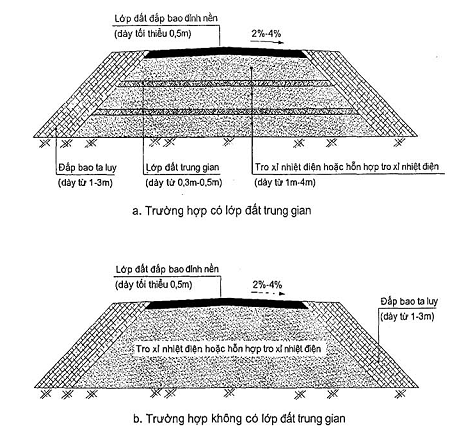 Lớp đất đắp bao đỉnh nền
(dày tối thiểu 0,5m)
2%-4%
Đắp bao ta luy
(dày từ 1-3m)
Lớp đất trung gian
(dày từ 0,3m-0,5m)
Tro xỉ nhiệt điện hoặc hỗn hợp tro xỉ nhiệt điện
(dày từ 1m-4m)
a. Trường hợp có lớp đất trung gian
Lớp đất đắp bao đỉnh nền
(dày tối thiểu 0,5m)
2%-4%
Đắp bao ta luy
(dày từ 1-3m)
Tro xỉ nhiệt điện hoặc hỗn hợp tro xỉ nhiệt điện
b. Trường hợp không có lớp đất trung gian